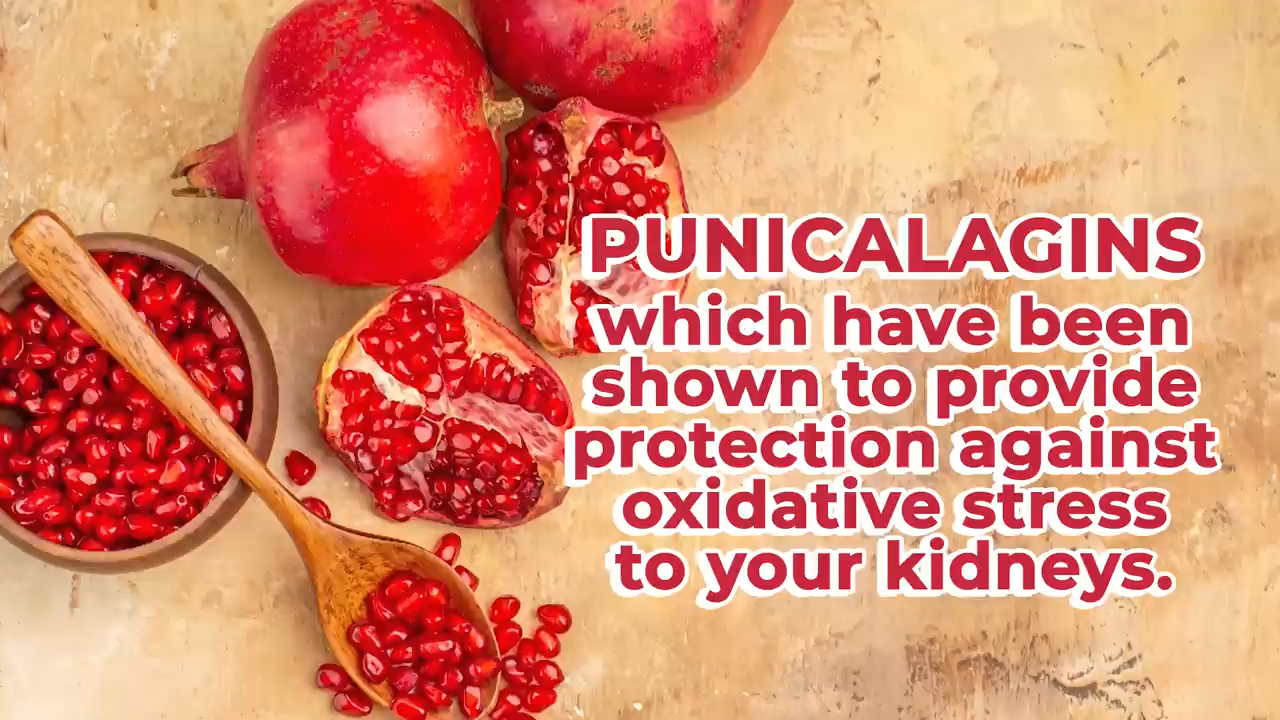 PUNICALAGINS
which have been
shown to provide
protection against
oxidative stress
to your kidneys.